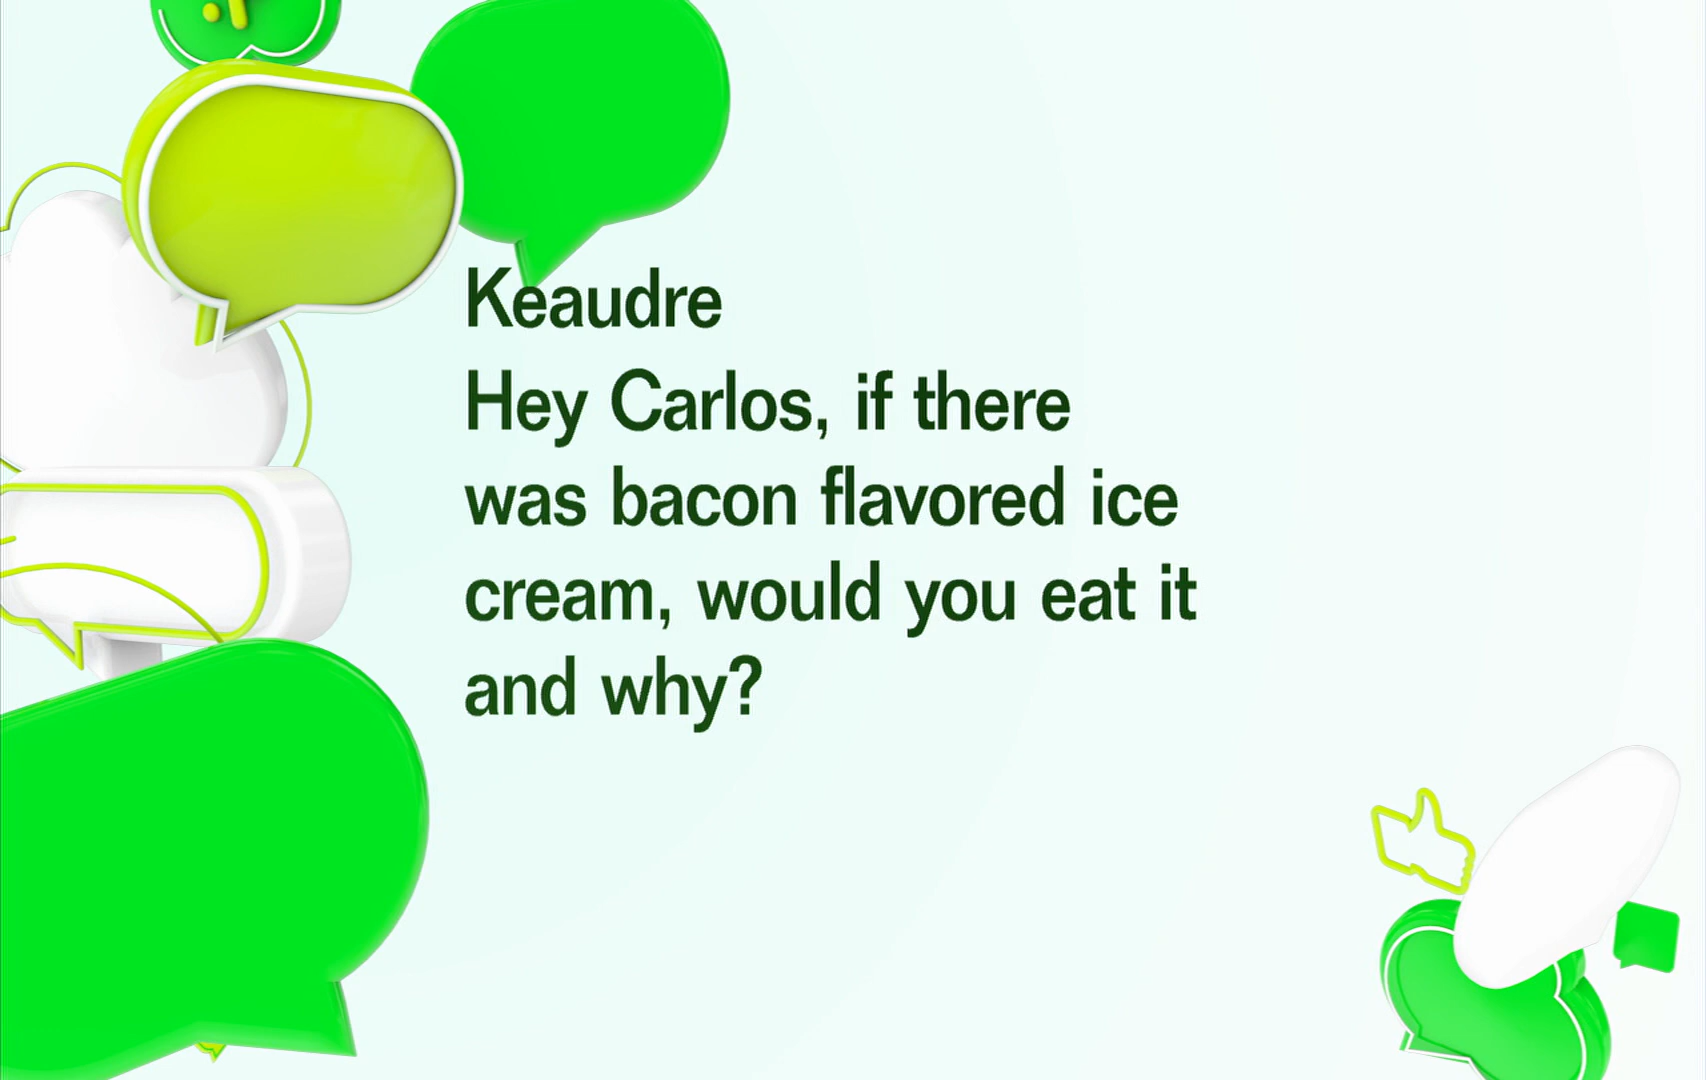 Keaudre
Hey Carlos, if there
was bacon flavored ice
cream, would you eat it
and why?